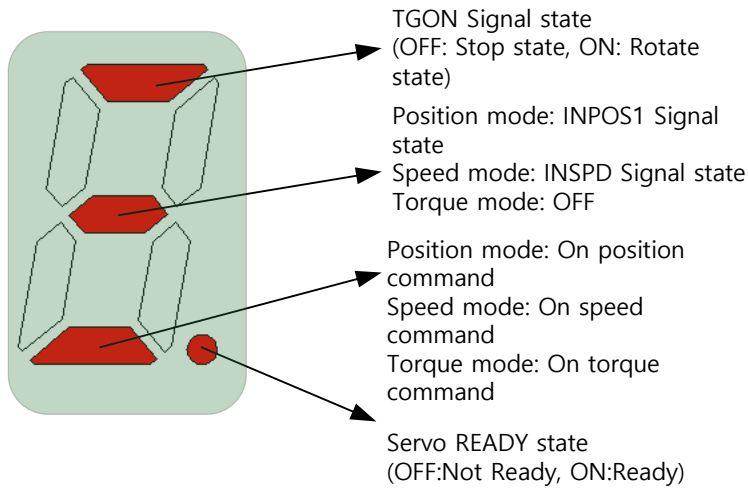 TGON Signal state
(OFF: Stop state, ON: Rotate
state)
Position mode: INPOS1 Signal
state
Speed mode: INSPD Signal state
Torque mode: OFF
Position mode: On position
command
Speed mode: On speed
command
Torque mode: On torque
command
Servo READY state
(OFF:Not Ready, ON:Ready)